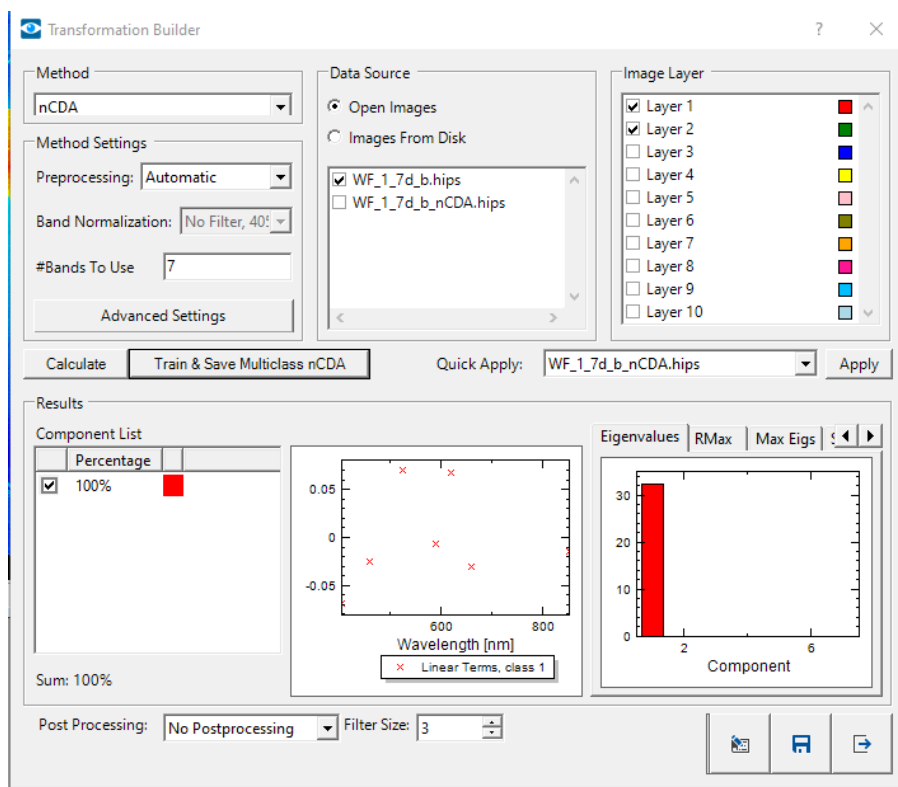 Transformation Builder
?
Method
nCDA
Method Settings
Preprocessing: Automatic
Band Normalization: No Filter, 40
#Bands To Use 7
Advanced Settings
Data Source
Open Images
Images From Disk
WF_1_7d_b.hips
WF_1_7d_b_nCDA.hips
Image Layer
Layer 1
Layer 2
Layer 3
Layer 4
Layer 5
Layer 6
Layer 7
Layer 8
Layer 9
Layer 10
Calculate
Train & Save Multiclass nCDA
Quick Apply: WF_1_7d_b_nCDA.hips
Apply
Results
Component List
Percentage
100%
Sum: 100%
0.05
0
-0.05
600 800
Wavelength [nm]
Linear Terms, class 1
Eigenvalues RMax Max Eigs
30
20
10
0
2 6
Component
Post Processing: No Postprocessing
Filter Size: 3